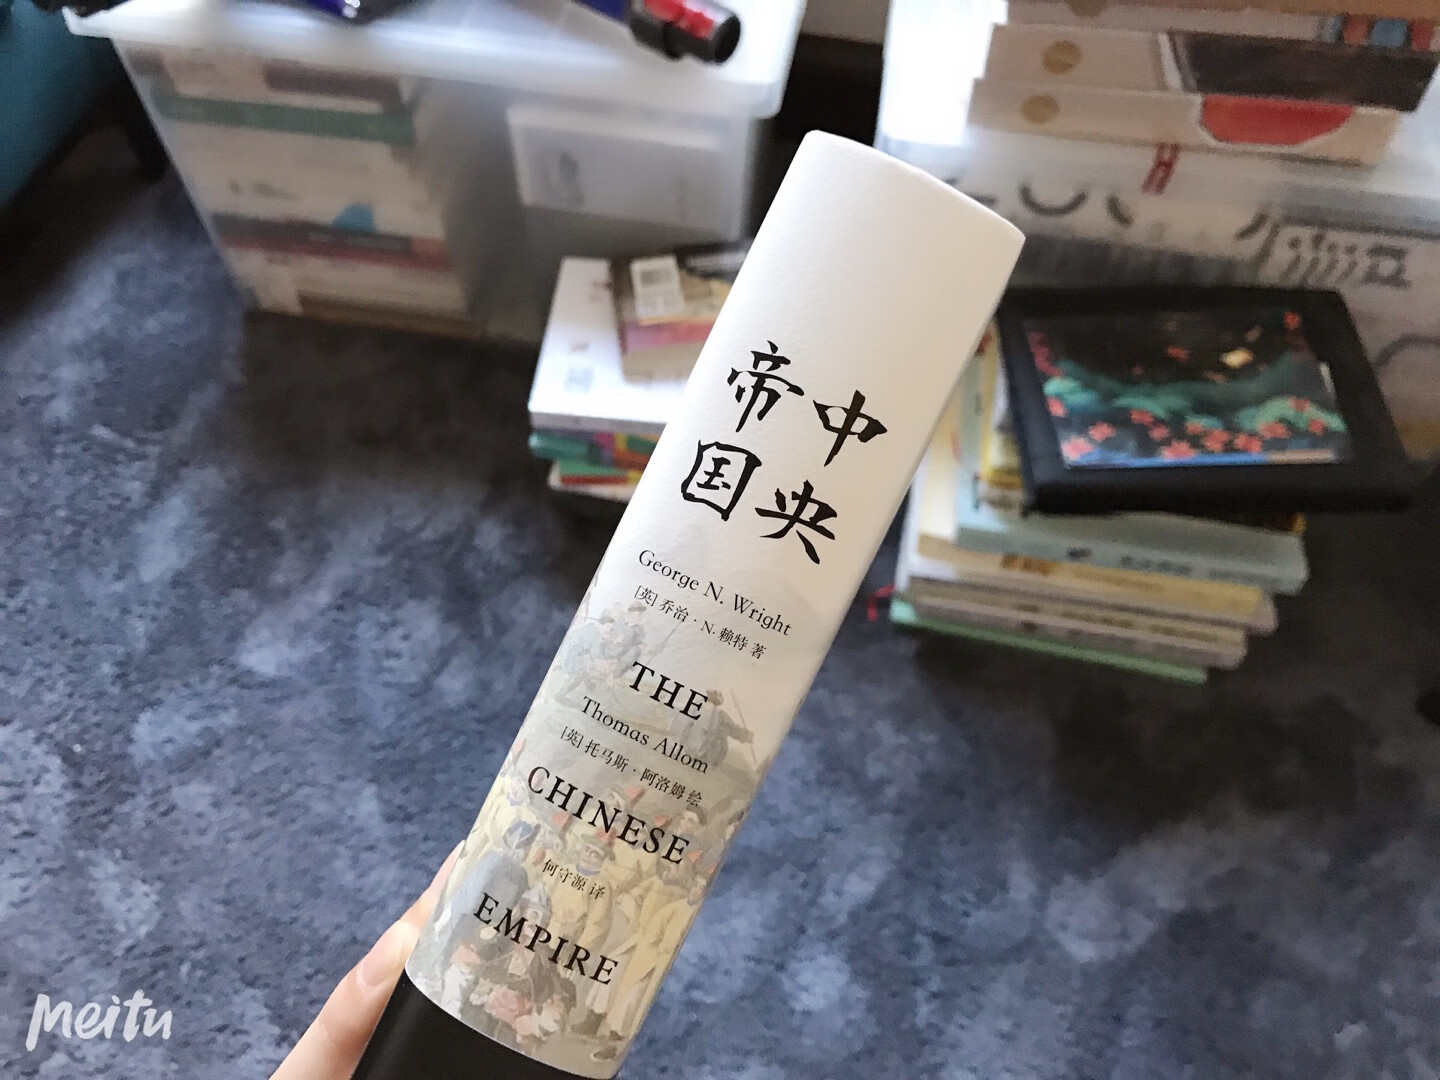 中央
帝国
George N. Wright
[英] 乔治 · N. 赖特 著
THE
Thomas Allom
[英] 托马斯 · 阿洛姆 绘
CHINESE
何守源 译
EMPIRE
meitu